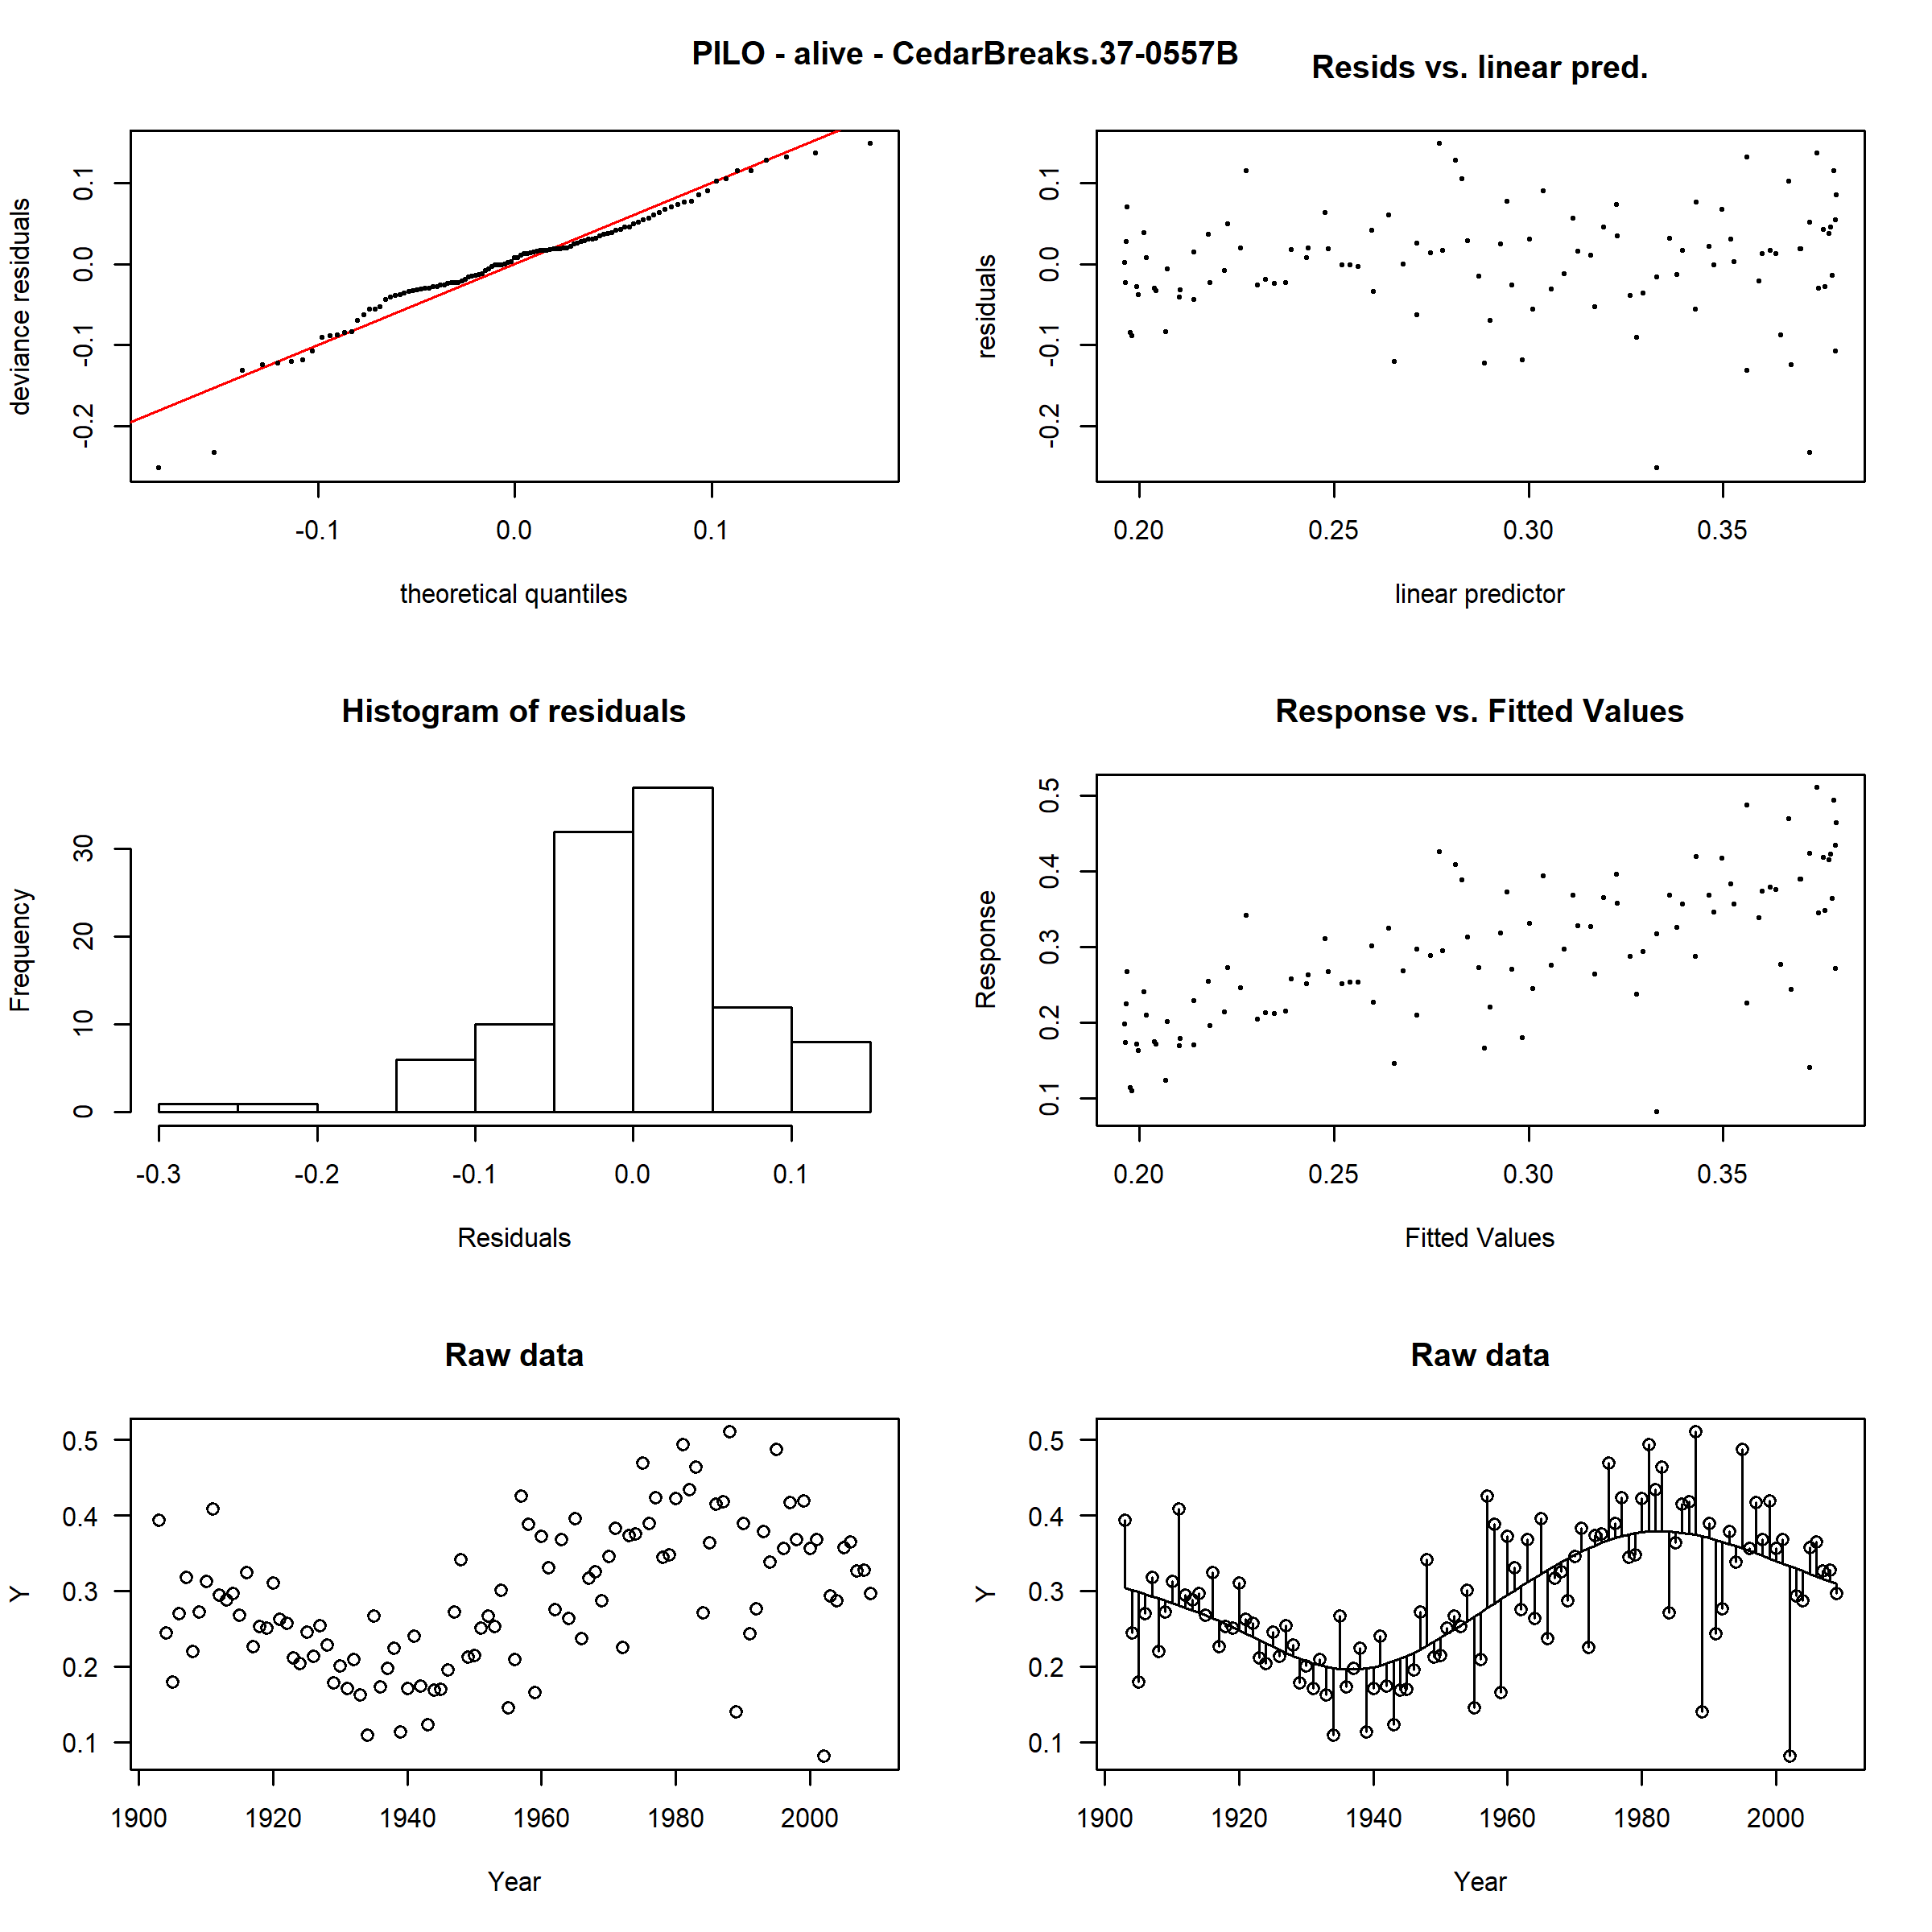 PILO - alive - CedarBreaks.37-0557B
Resids vs. linear pred.
deviance residuals
-0.2 -0.1 0.0 0.1
-0.1 0.0 0.1
theoretical quantiles
residuals
-0.2 -0.1 0.0 0.1
0.20 0.25 0.30 0.35
linear predictor
Histogram of residuals
Frequency
0 10 20 30
-0.3 -0.2 -0.1 0.0 0.1
Residuals
Response vs. Fitted Values
Response
0.1 0.2 0.3 0.4 0.5
0.20 0.25 0.30 0.35
Fitted Values
Raw data
Y
0.5
0.4
0.3
0.2
0.1
1900 1920 1940 1960 1980 2000
Year
Raw data
Y
0.5
0.4
0.3
0.2
0.1
1900 1920 1940 1960 1980 2000
Year